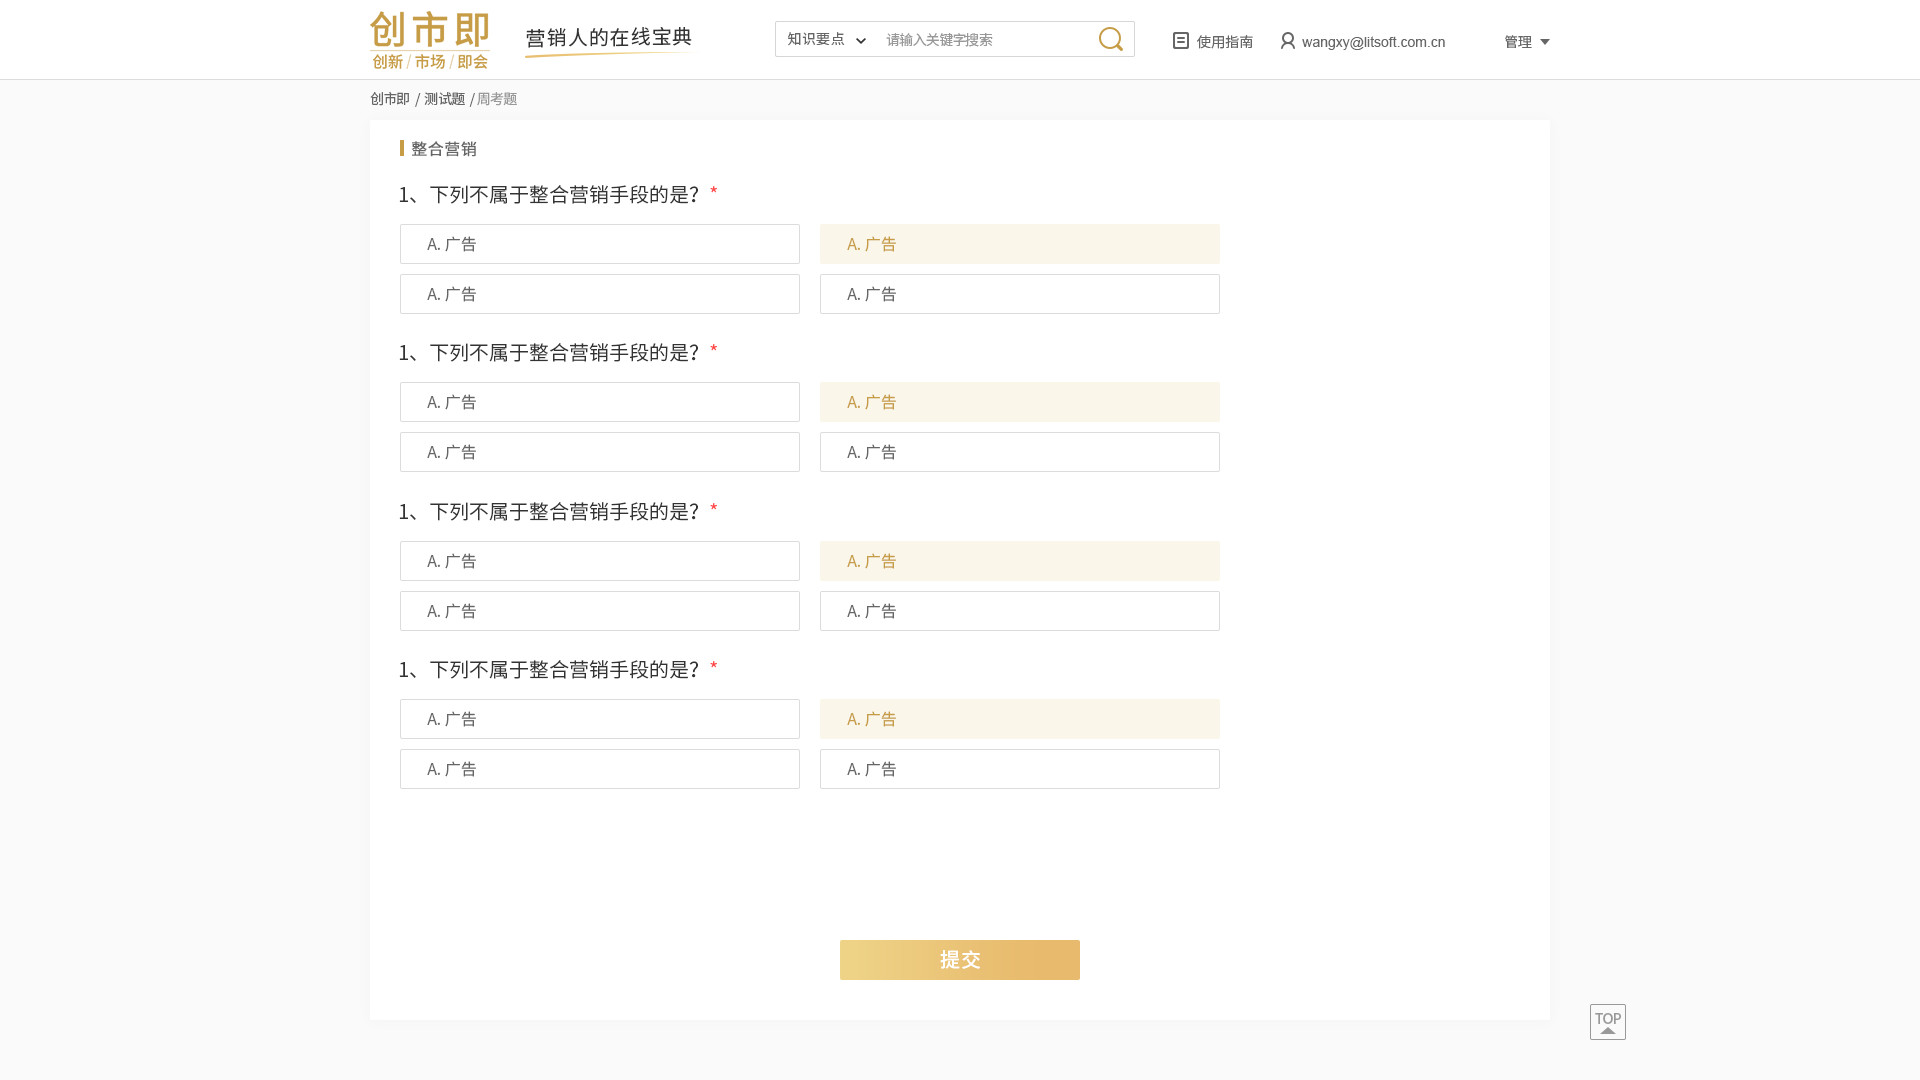 创市即
创新/市场/即会
营销人的在线宝典
知识要点 请输入关键字搜索
使用指南 wangxy@litsoft.com.cn 管理
创市即 / 测试题 / 周考题
整合营销
1、下列不属于整合营销手段的是? *
A. 广告 A. 广告
A. 广告 A. 广告
1、下列不属于整合营销手段的是? *
A. 广告 A. 广告
A. 广告 A. 广告
1、下列不属于整合营销手段的是? *
A. 广告 A. 广告
A. 广告 A. 广告
1、下列不属于整合营销手段的是? *
A. 广告 A. 广告
A. 广告 A. 广告
提交
TOP